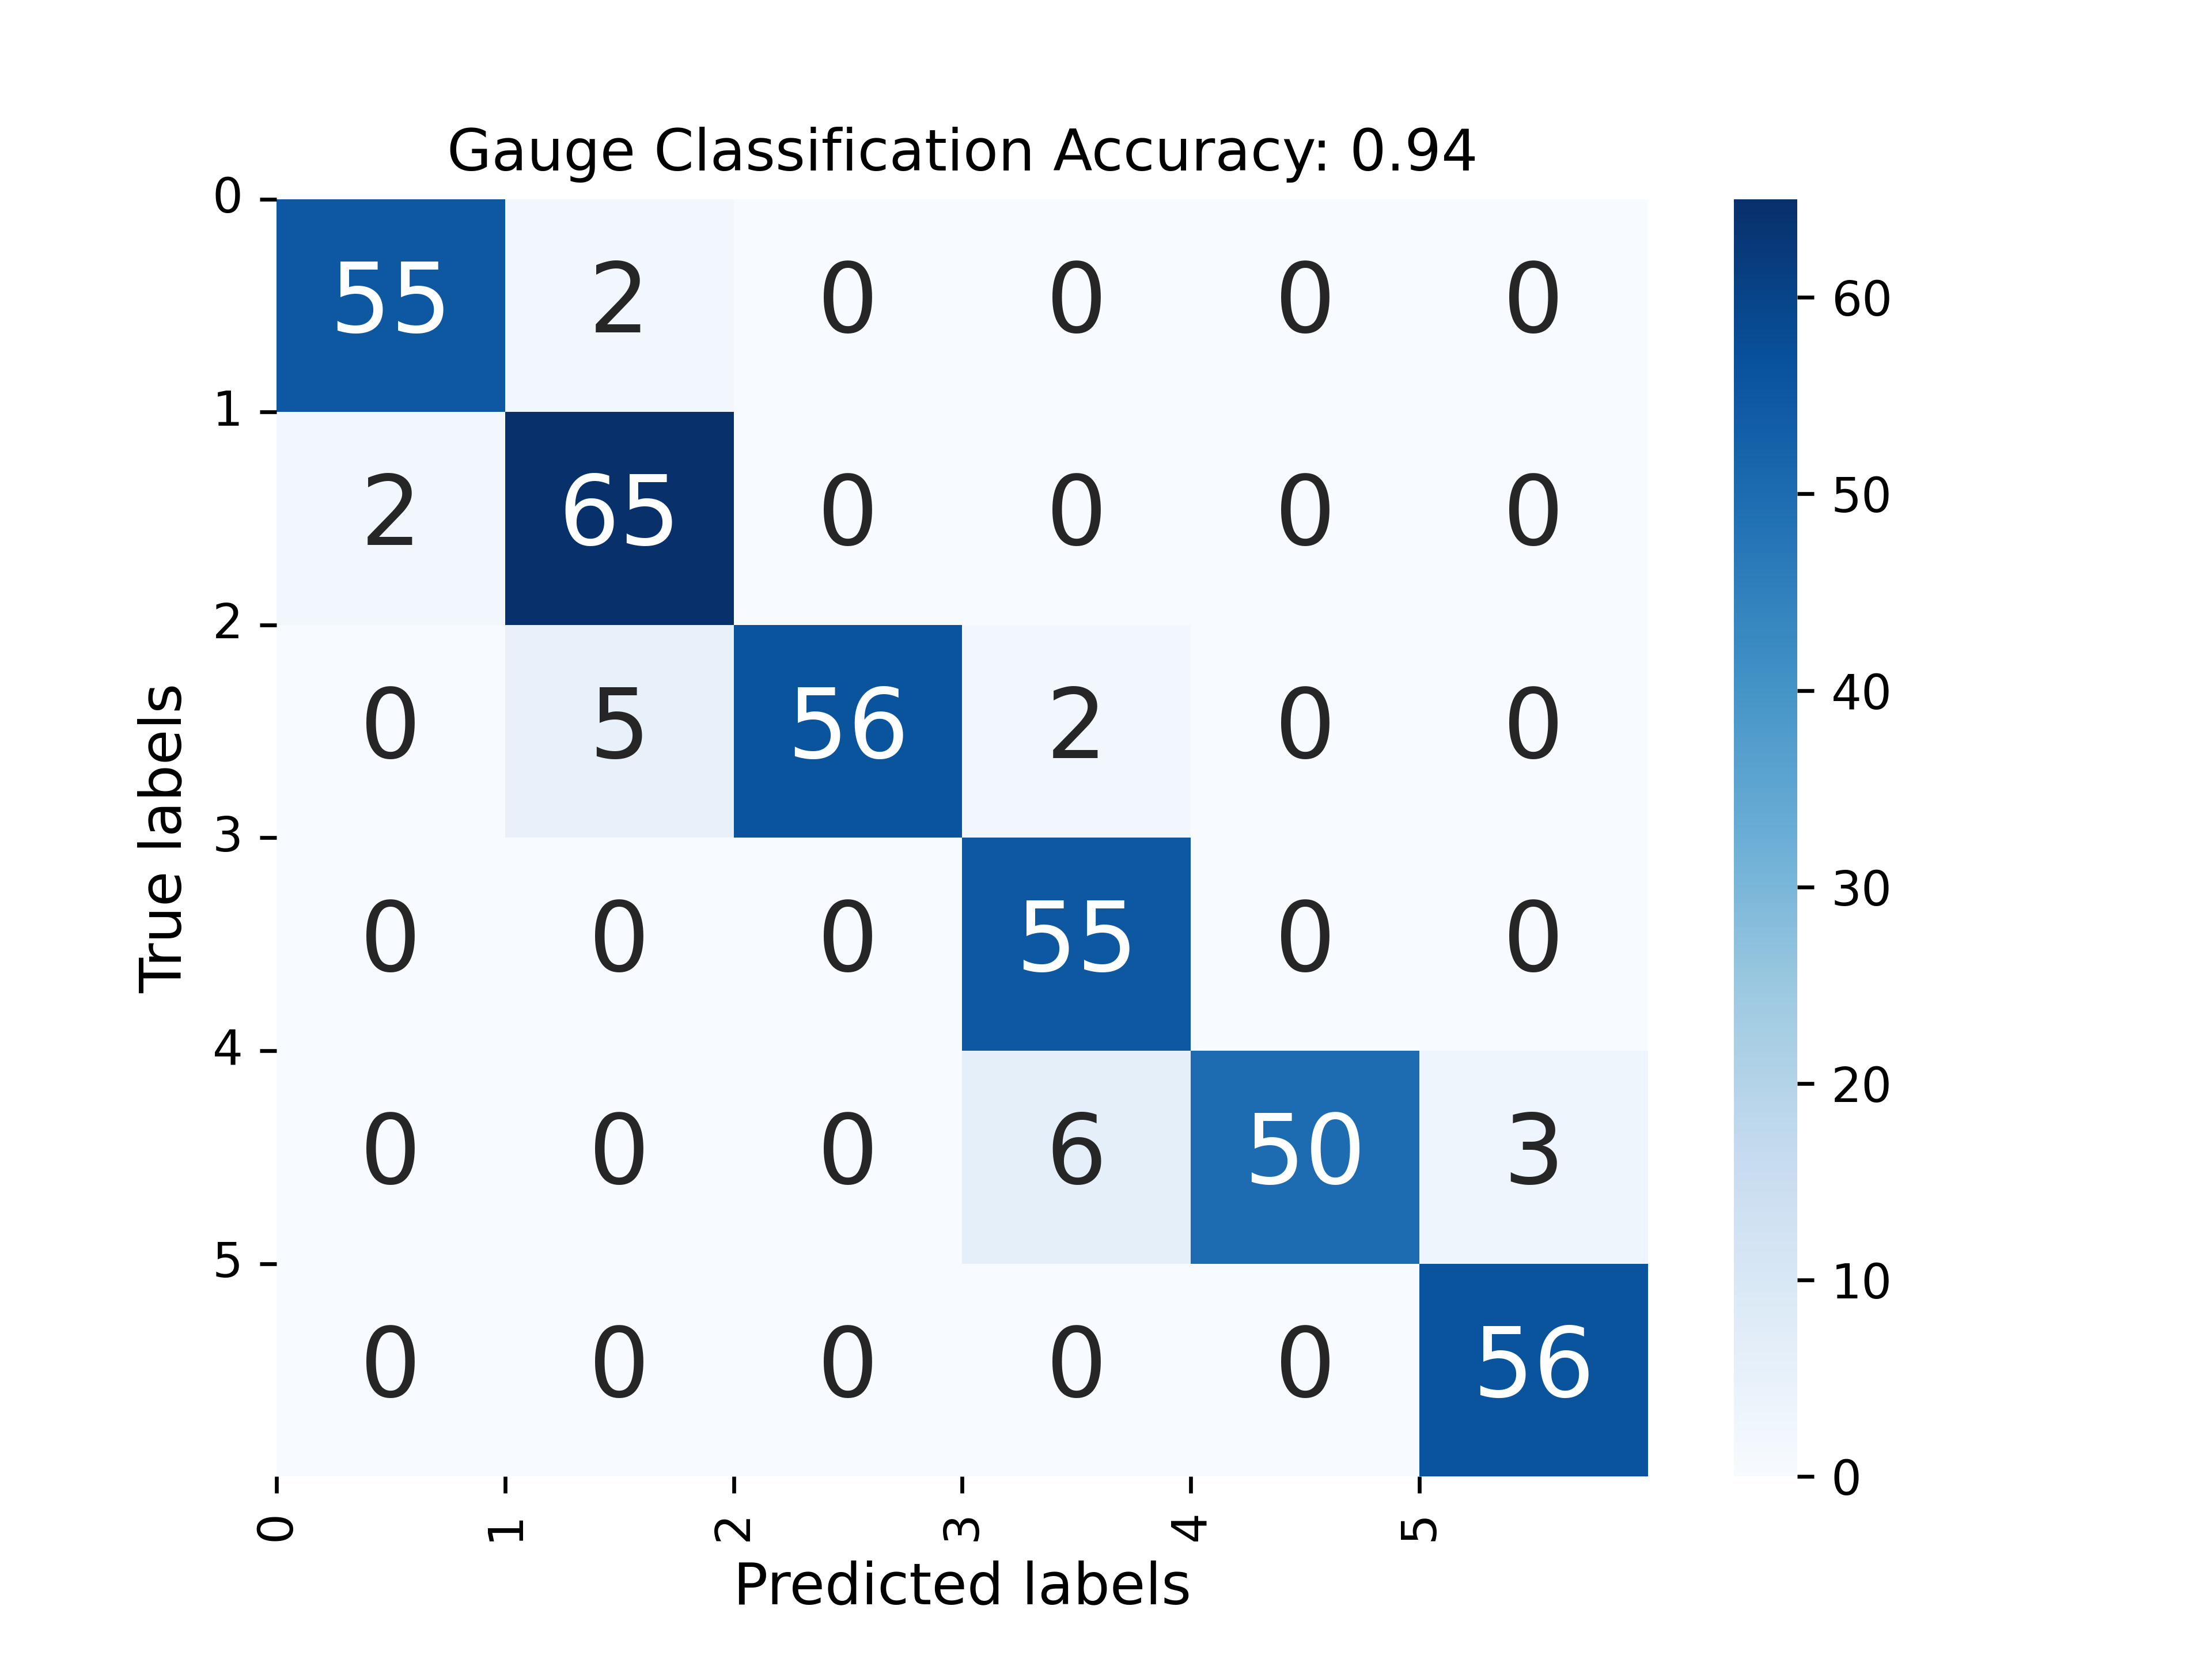 Gauge Classification Accuracy: 0.94
0
55 2 0 0 0 0
60
1
2 65 0 0 0 0
50
2
0 5 56 2 0 0
40
True labels
3
0 0 0 55 0 0
30
4
0 0 0 6 50 3
20
5
0 0 0 0 0 56
10
0
0 1 2 3 4 5
Predicted labels